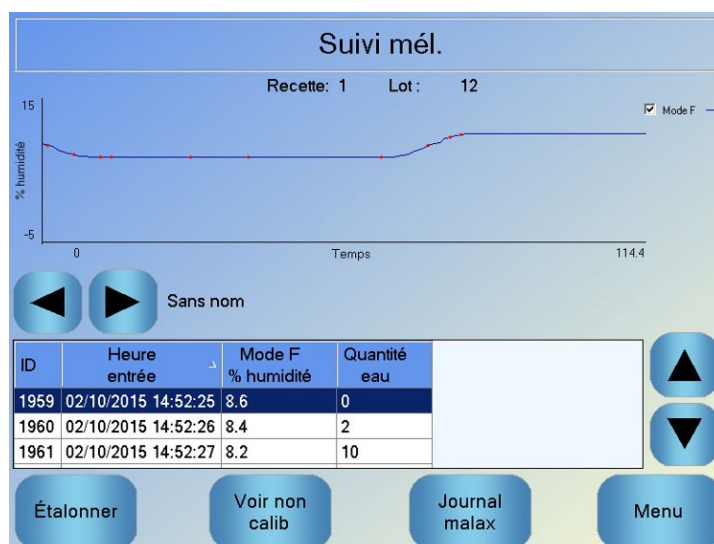 Suivi mél.
Recette: 1 Lot : 12
15
Mode F
% humidité
-5
0 Temps 114.4
Sans nom
ID Heure entrée Mode F % humidité Quantité eau
1959 02/10/2015 14:52:25 8.6 0
1960 02/10/2015 14:52:26 8.4 2
1961 02/10/2015 14:52:27 8.2 10
Étalonner Voir non calib Journal malax Menu